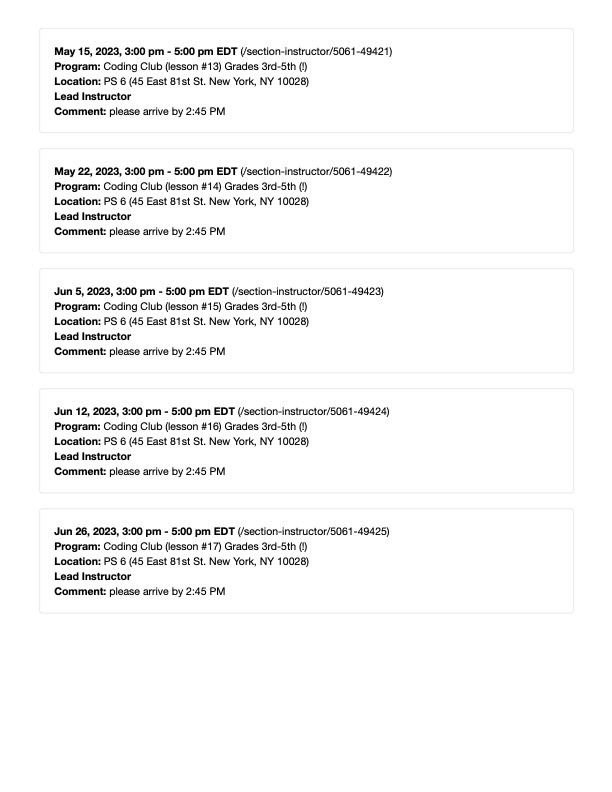 May 15, 2023, 3:00 pm - 5:00 pm EDT (/section-instructor/5061-49421)
Program: Coding Club (lesson #13) Grades 3rd-5th (!)
Location: PS 6 (45 East 81st St. New York, NY 10028)
Lead Instructor
Comment: please arrive by 2:45 PM
May 22, 2023, 3:00 pm - 5:00 pm EDT (/section-instructor/5061-49422)
Program: Coding Club (lesson #14) Grades 3rd-5th (!)
Location: PS 6 (45 East 81st St. New York, NY 10028)
Lead Instructor
Comment: please arrive by 2:45 PM
Jun 5, 2023, 3:00 pm - 5:00 pm EDT (/section-instructor/5061-49423)
Program: Coding Club (lesson #15) Grades 3rd-5th (!)
Location: PS 6 (45 East 81st St. New York, NY 10028)
Lead Instructor
Comment: please arrive by 2:45 PM
Jun 12, 2023, 3:00 pm - 5:00 pm EDT (/section-instructor/5061-49424)
Program: Coding Club (lesson #16) Grades 3rd-5th (!)
Location: PS 6 (45 East 81st St. New York, NY 10028)
Lead Instructor
Comment: please arrive by 2:45 PM
Jun 26, 2023, 3:00 pm - 5:00 pm EDT (/section-instructor/5061-49425)
Program: Coding Club (lesson #17) Grades 3rd-5th (!)
Location: PS 6 (45 East 81st St. New York, NY 10028)
Lead Instructor
Comment: please arrive by 2:45 PM